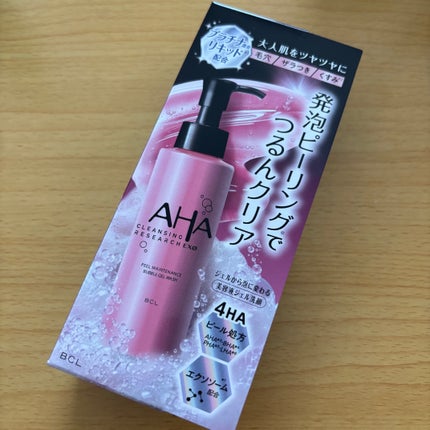 プラチナ
リキッド
配合
大人肌をツヤツヤに
毛穴/ザラつき/くすみ
発泡ピーリングで
つるんクリア
AHA
CLEANSING
RESEARCH EXO
PEEL MAINTENANCE
BUBBLE GEL WASH
BCL
ジェルから泡に変わる
美容液ジェル洗顔
4HA
ピール処方
AHA BHA
PHA LHA
エクソソーム
配合
BCL